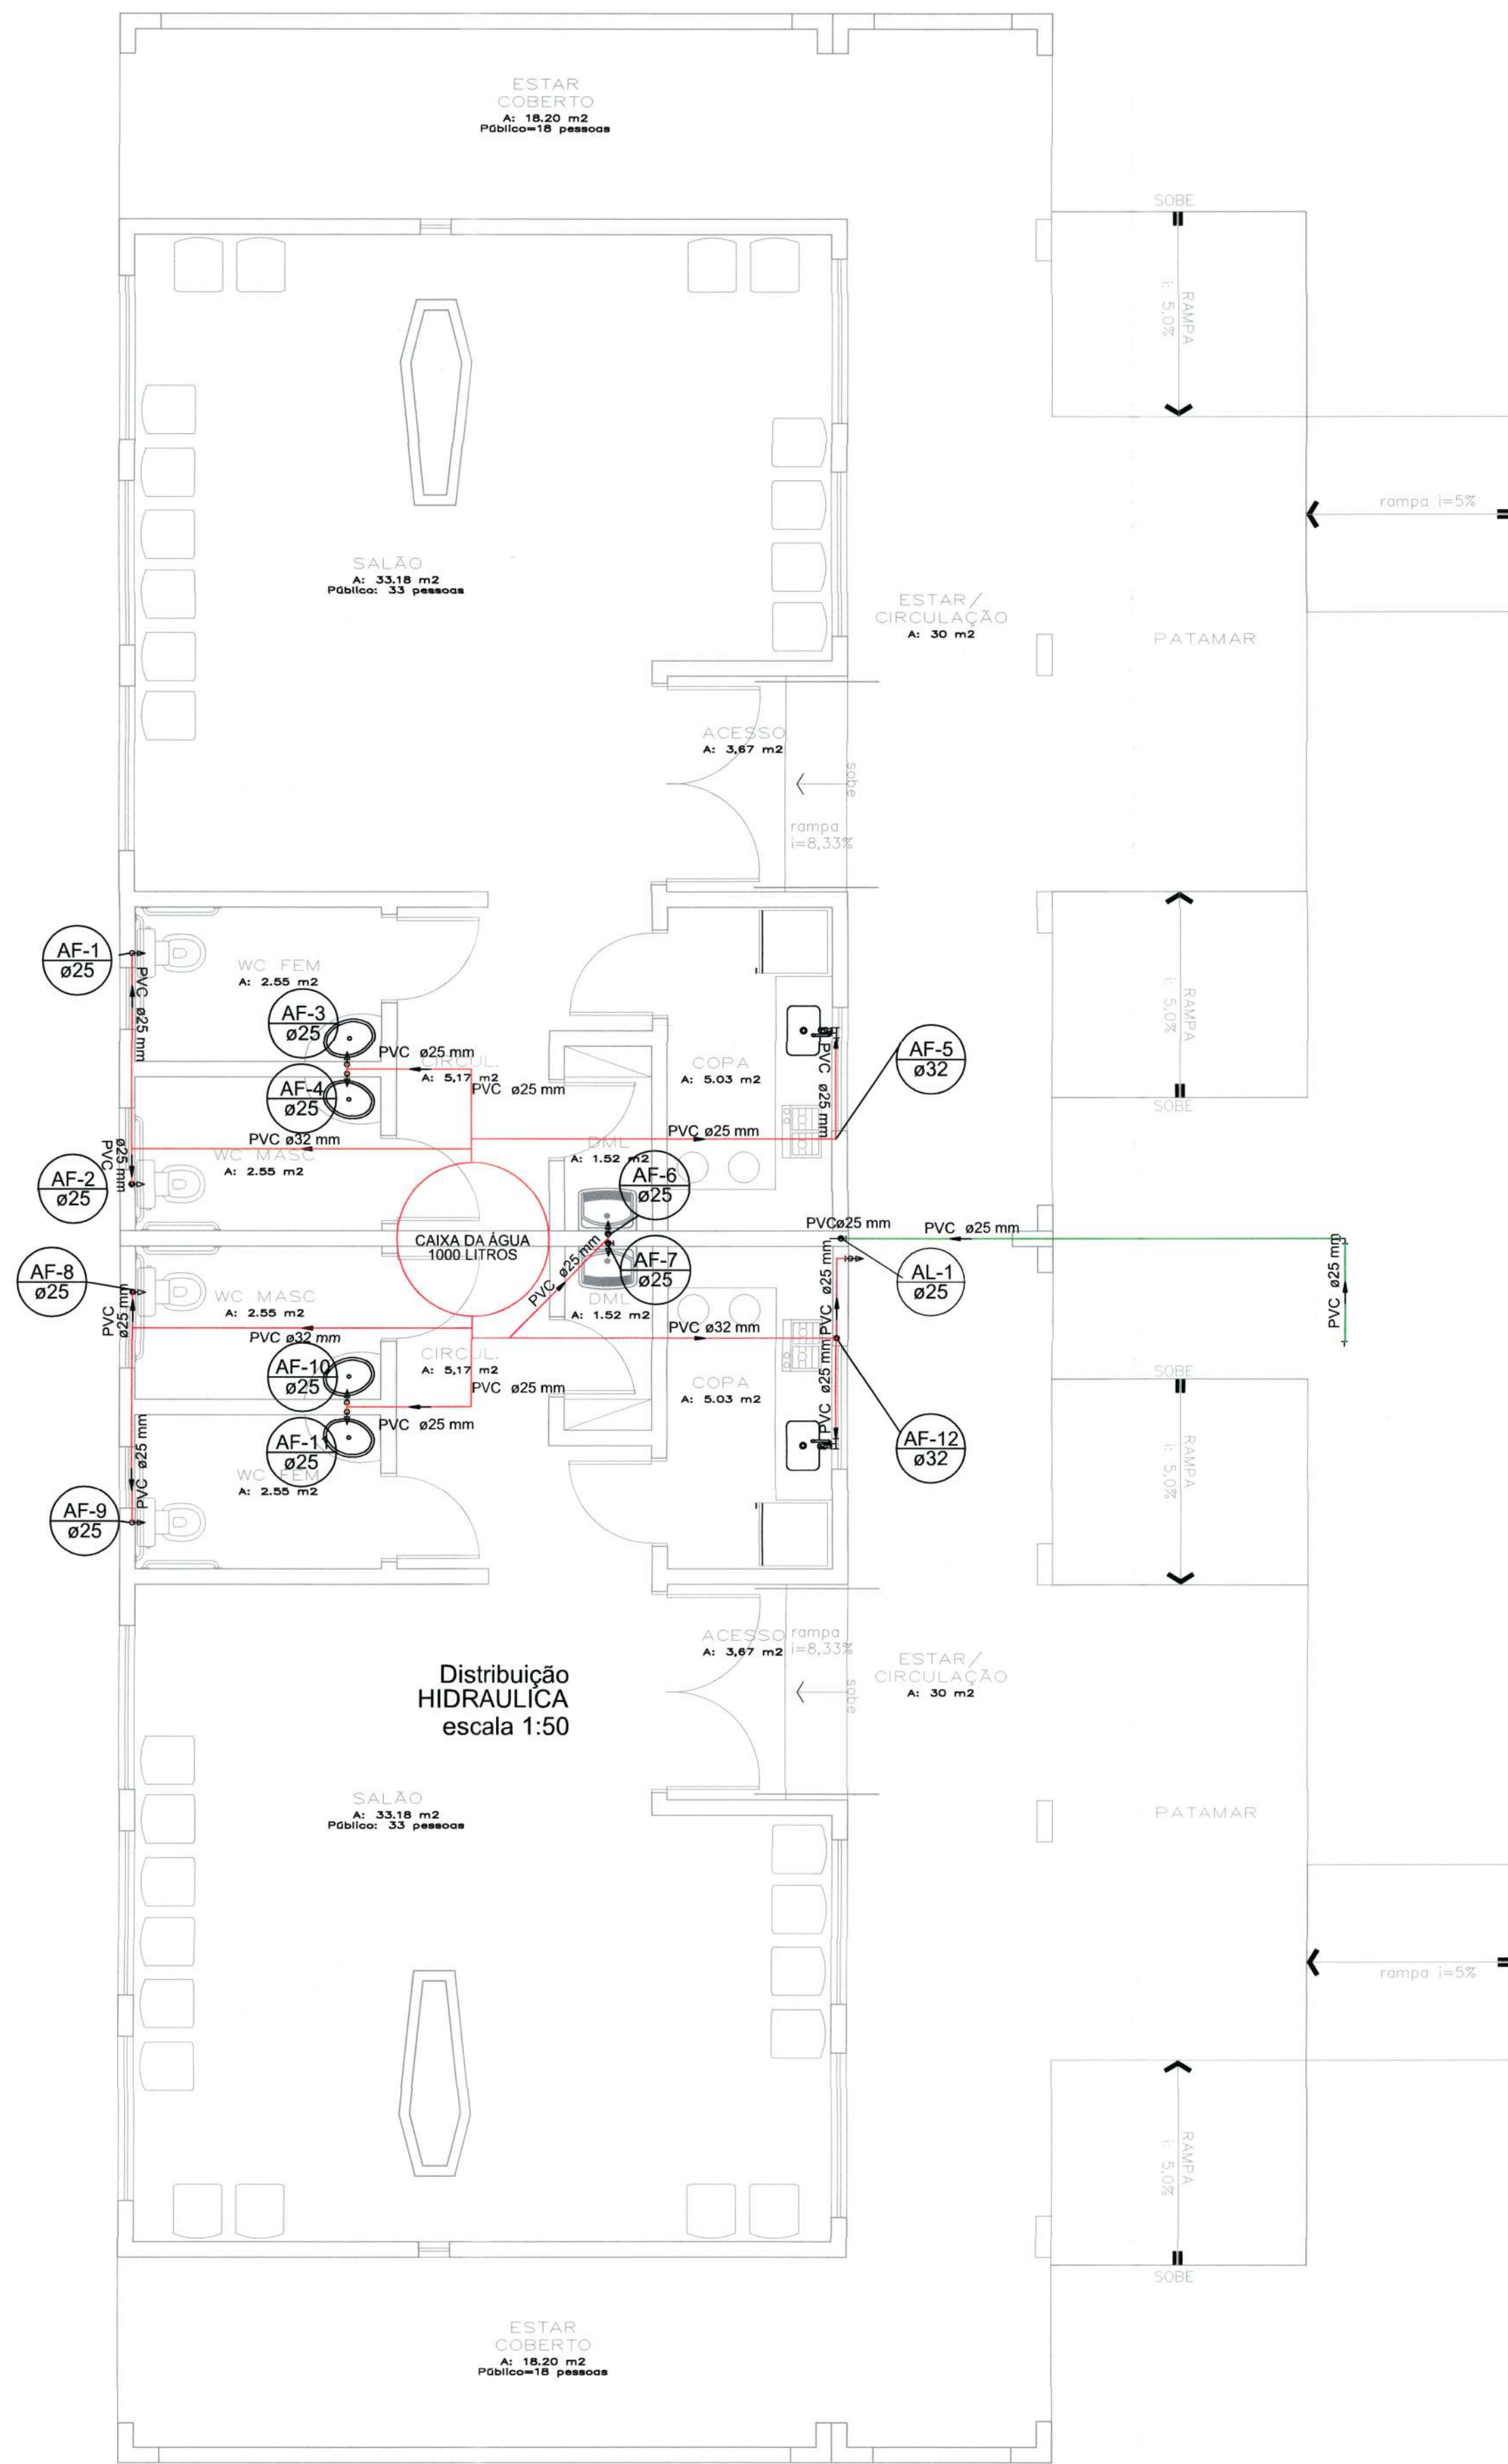 ESTAR
COBERTO
A: 18.20 m2
Público=18 pessoas
SOBE
RAMPA
i: 5,0%
rampa i=5%
SALÃO
A: 33.18 m2
Público: 33 pessoas
ESTAR/
CIRCULAÇÃO
A: 30 m2
PATAMAR
ACESSO
A: 3,67 m2
sobe
rampa
i=8,33%
AF-1
ø25
PVC ø25 mm
WC FEM
A: 2.55 m2
AF-3
ø25
PVC ø25 mm
CIRCUL.
A: 5,17 m2
PVC ø25 mm
AF-4
ø25
COPA
A: 5.03 m2
PVC ø25 mm
AF-5
ø32
RAMPA
i: 5,0%
SOBE
PVC ø32 mm
PVC ø25 mm
WC MASC
A: 2.55 m2
DML
A: 1.52 m2
PVC
ø25 mm
AF-2
ø25
AF-6
ø25
CAIXA DA ÁGUA
1000 LITROS
PVCø25 mm
PVC ø25 mm
PVC ø25 mm
AF-7
ø25
AL-1
ø25
PVC ø25 mm
PVC ø25 mm
AF-8
ø25
PVC
ø25 mm
WC MASC
A: 2.55 m2
DML
A: 1.52 m2
PVC ø32 mm
PVC ø32 mm
CIRCUL.
A: 5,17 m2
AF-10
ø25
PVC ø25 mm
PVC ø25 mm
COPA
A: 5.03 m2
PVC ø25 mm
SOBE
RAMPA
i: 5,0%
AF-11
ø25
AF-12
ø32
PVC ø25 mm
WC FEM
A: 2.55 m2
AF-9
ø25
ACESSO
A: 3,67 m2
rampa
i=8,33%
sobe
Distribuição
HIDRAULICA
escala 1:50
ESTAR/
CIRCULAÇÃO
A: 30 m2
SALÃO
A: 33.18 m2
Público: 33 pessoas
PATAMAR
rampa i=5%
RAMPA
i: 5,0%
SOBE
ESTAR
COBERTO
A: 18.20 m2
Público=18 pessoas